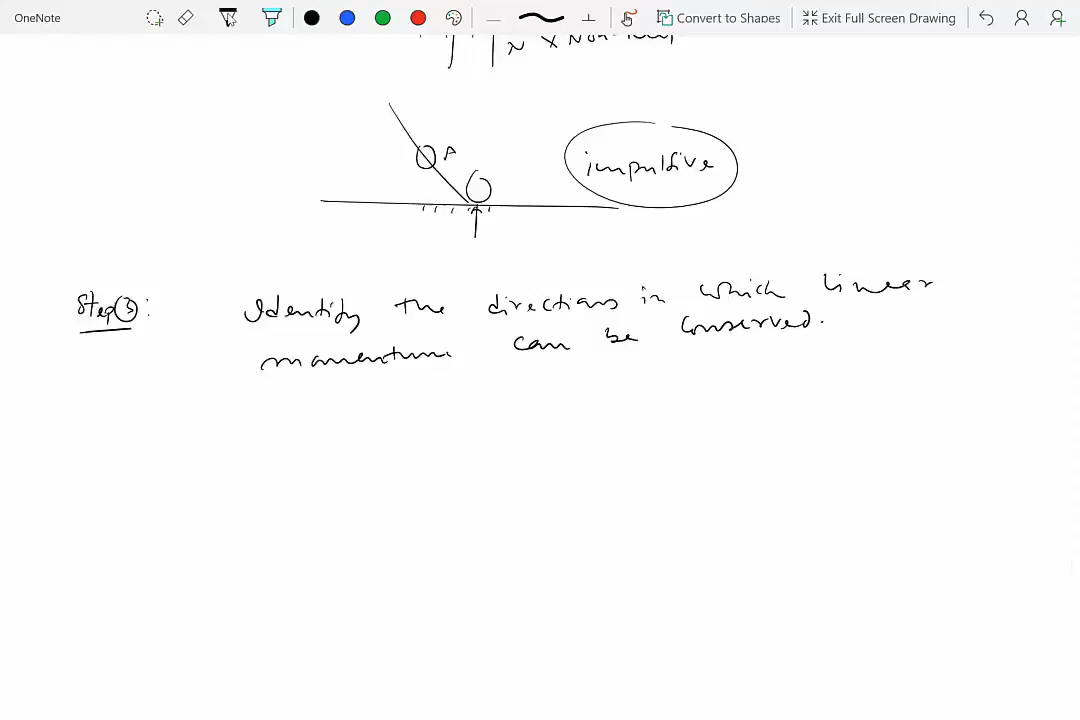 OneNote
Convert to Shapes
Exit Full Screen Drawing
N X Non-
A
impulsive
Step(3): Identify the directions in which linear
momentum can be conserved.